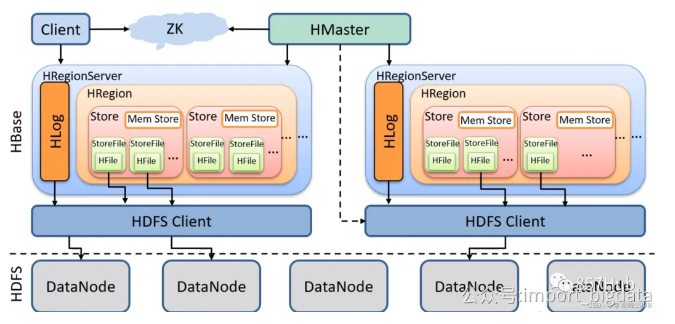 Client
ZK
HMaster
HBase
HRegionServer
HLog
HRegion
Store
Mem Store
StoreFile
HFile
StoreFile
HFile
...
Store
Mem Store
StoreFile
HFile
StoreFile
HFile
...
...
HDFS Client
HRegionServer
HLog
HRegion
Store
Mem Store
StoreFile
HFile
StoreFile
HFile
Store
Mem Store
StoreFile
HFile
...
...
...
HDFS Client
HDFS
DataNode
DataNode
DataNode
DataNode
DataNode
公众号:import_bigdata